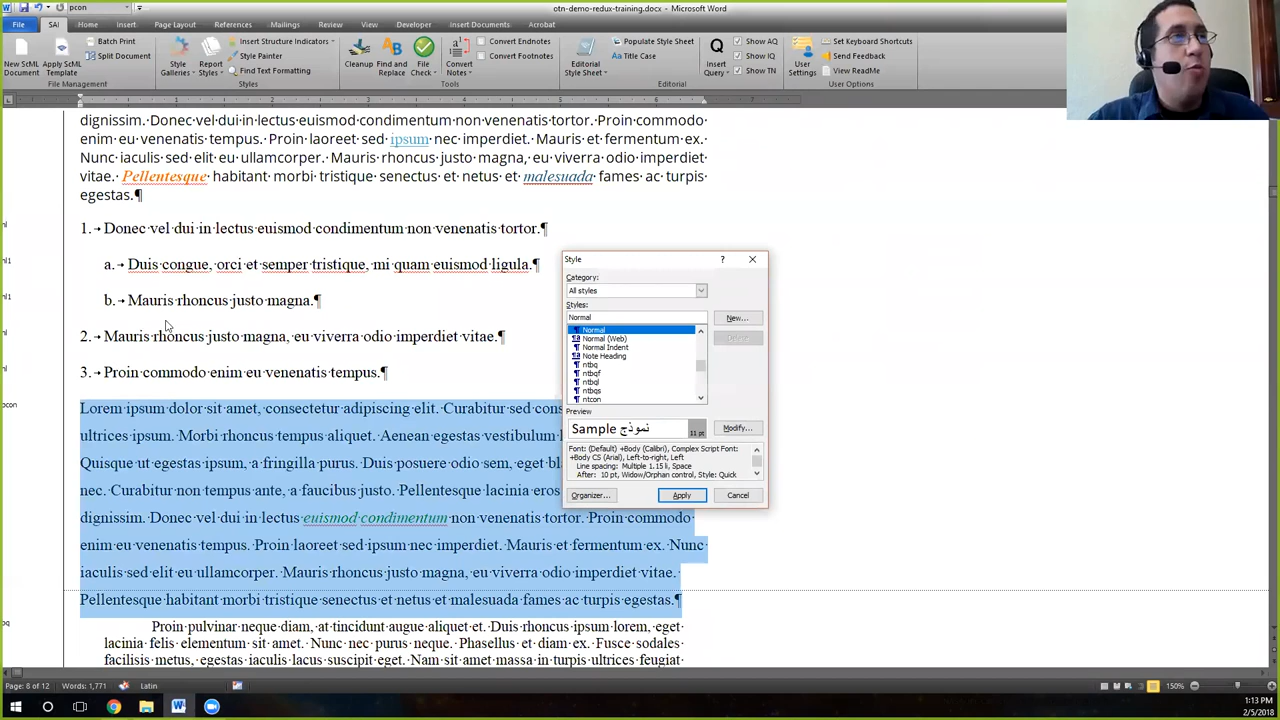 pcon
otn-demo-redux-training.docx - Microsoft Word
File
SAI
Home
Insert
Page Layout
References
Mailings
Review
View
Developer
Insert Documents
Acrobat
New ScML Document
Apply ScML Template
Batch Print
Split Document
File Management
Style Galleries
Report Styles
Insert Structure Indicators
Style Painter
Find Text Formatting
Styles
Cleanup
Find and Replace
File Check
Convert Notes
Convert Endnotes
Convert Footnotes
Tools
Editorial Style Sheet
Populate Style Sheet
Title Case
Insert Query
Show AQ
Show IQ
Show TN
Editorial
User Settings
Set Keyboard Shortcuts
Send Feedback
View ReadMe
User Options
dignissim. Donec vel dui in lectus euismod condimentum non venenatis tortor. Proin commodo
enim eu venenatis tempus. Proin laoreet sed ipsum nec imperdiet. Mauris et fermentum ex.
Nunc iaculis sed elit eu ullamcorper. Mauris rhoncus justo magna, eu viverra odio imperdiet
vitae. Pellentesque habitant morbi tristique senectus et netus et malesuada fames ac turpis
egestas.¶
nl
1.→Donec vel dui in lectus euismod condimentum non venenatis tortor.¶
nl1
a.→Duis congue, orci et semper tristique, mi quam euismod ligula.¶
nl1
b.→Mauris rhoncus justo magna.¶
nl
2.→Mauris rhoncus justo magna, eu viverra odio imperdiet vitae.¶
nl
3.→Proin commodo enim eu venenatis tempus.¶
pcon
Lorem ipsum dolor sit amet, consectetur adipiscing elit. Curabitur sed cons
ultrices ipsum. Morbi rhoncus tempus aliquet. Aenean egestas vestibulum
Quisque ut egestas ipsum, a fringilla purus. Duis posuere odio sem, eget bl
nec. Curabitur non tempus ante, a faucibus justo. Pellentesque lacinia eros
dignissim. Donec vel dui in lectus euismod condimentum non venenatis tortor. Proin commodo
enim eu venenatis tempus. Proin laoreet sed ipsum nec imperdiet. Mauris et fermentum ex. Nunc
iaculis sed elit eu ullamcorper. Mauris rhoncus justo magna, eu viverra odio imperdiet vitae.
Pellentesque habitant morbi tristique senectus et netus et malesuada fames ac turpis egestas.¶
Proin pulvinar neque diam, at tincidunt augue aliquet et. Duis rhoncus ipsum lorem, eget
lacinia felis elementum sit amet. Nunc nec purus neque. Phasellus et diam ex. Fusce sodales
facilisis metus, egestas iaculis lacus suscipit eget. Nam sit amet massa in turpis ultrices feugiat
Style
?
Category:
All styles
Styles:
Normal
New...
Normal
Normal (Web)
Normal Indent
Note Heading
ntbq
ntbqf
ntbql
ntbqs
ntcon
Delete
Preview
Sample نموذج
11 pt
Modify...
Font: (Default) +Body (Calibri), Complex Script Font:
+Body CS (Arial), Left-to-right, Left
Line spacing: Multiple 1.15 li, Space
After: 10 pt, Widow/Orphan control, Style: Quick
Organizer...
Apply
Cancel
Page: 8 of 12
Words: 1,771
Latin
150%
1:13 PM
2/5/2018